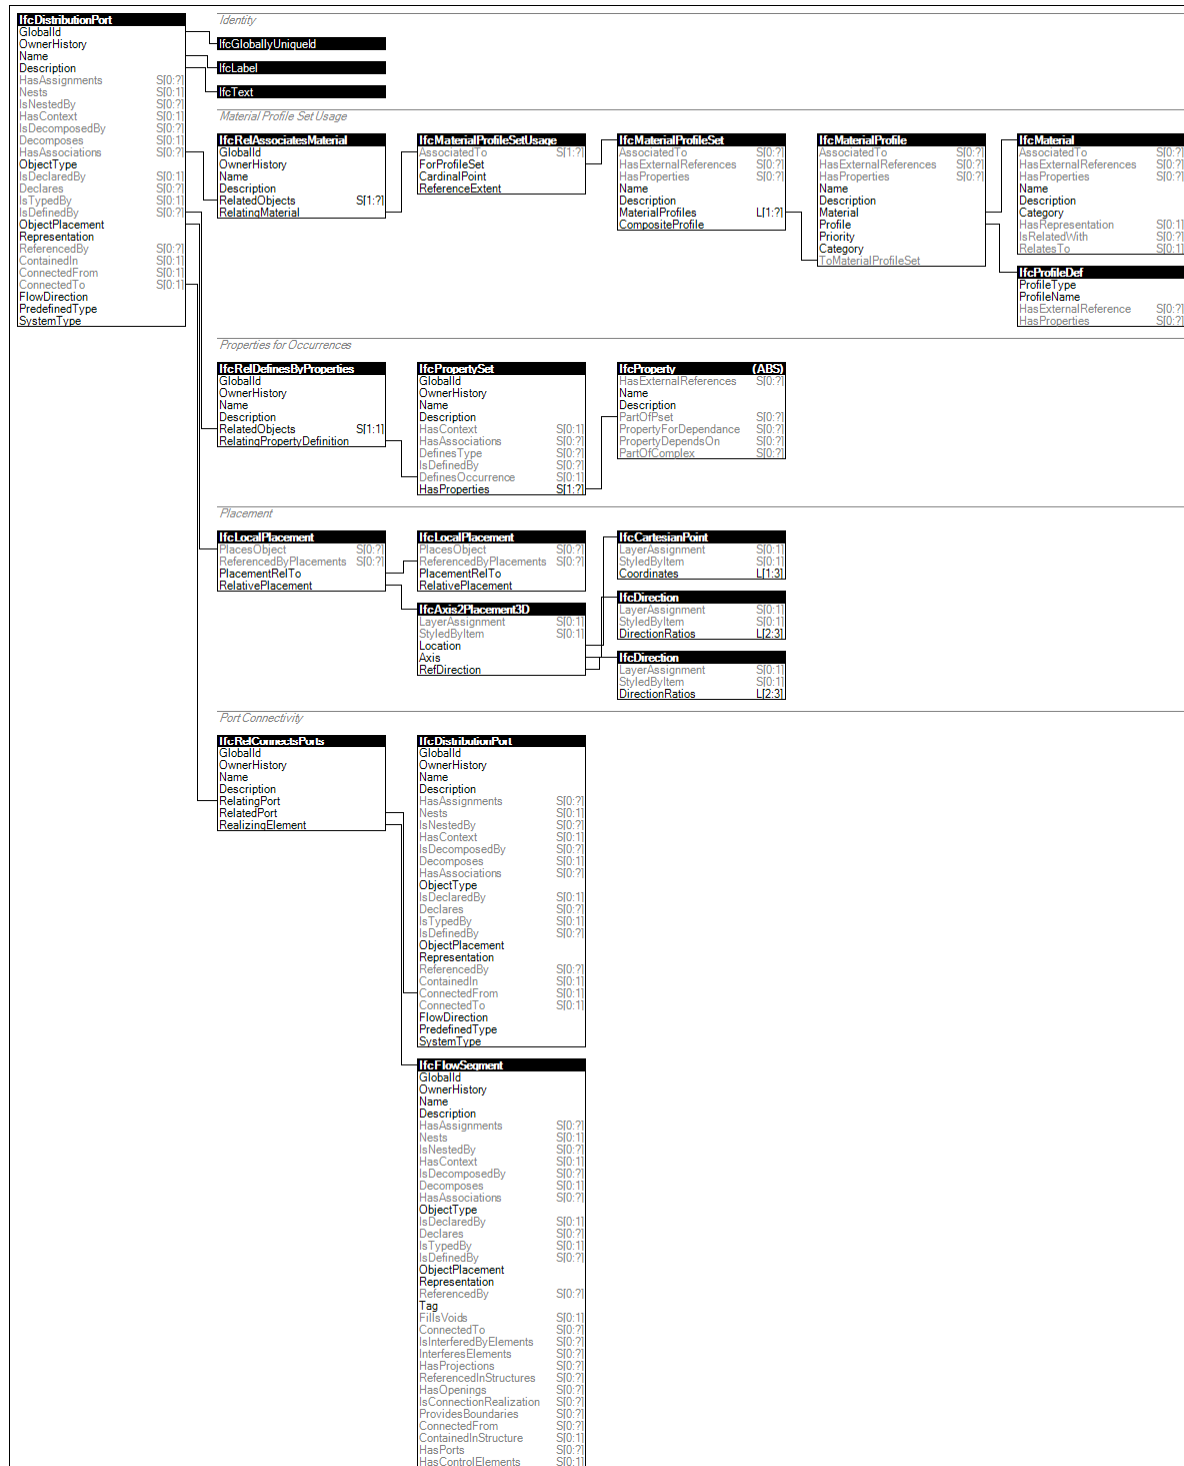 IfcDistributionPort
GlobalId
OwnerHistory
Name
Description
HasAssignments S[0:?]
Nests S[0:1]
IsNestedBy S[0:?]
HasContext S[0:1]
IsDecomposedBy S[0:?]
Decomposes S[0:1]
HasAssociations S[0:?]
ObjectType
IsDeclaredBy S[0:1]
Declares S[0:?]
IsTypedBy S[0:1]
IsDefinedBy S[0:?]
ObjectPlacement
Representation
ReferencedBy S[0:?]
ContainedIn S[0:1]
ConnectedFrom S[0:1]
ConnectedTo S[0:1]
FlowDirection
PredefinedType
SystemType
Identity
IfcGloballyUniqueId
IfcLabel
IfcText
Material Profile Set Usage
IfcRelAssociatesMaterial
GlobalId
OwnerHistory
Name
Description
RelatedObjects S[1:?]
RelatingMaterial
IfcMaterialProfileSetUsage
AssociatedTo S[1:?]
ForProfileSet
CardinalPoint
ReferenceExtent
IfcMaterialProfileSet
AssociatedTo S[0:?]
HasExternalReferences S[0:?]
HasProperties S[0:?]
Name
Description
MaterialProfiles L[1:?]
CompositeProfile
IfcMaterialProfile
AssociatedTo S[0:?]
HasExternalReferences S[0:?]
HasProperties S[0:?]
Name
Description
Material
Profile
Priority
Category
ToMaterialProfileSet
IfcMaterial
AssociatedTo S[0:?]
HasExternalReferences S[0:?]
HasProperties S[0:?]
Name
Description
Category
HasRepresentation S[0:1]
IsRelatedWith S[0:?]
RelatesTo S[0:1]
IfcProfileDef
ProfileType
ProfileName
HasExternalReference S[0:?]
HasProperties S[0:?]
Properties for Occurrences
IfcRelDefinesByProperties
GlobalId
OwnerHistory
Name
Description
RelatedObjects S[1:1]
RelatingPropertyDefinition
IfcPropertySet
GlobalId
OwnerHistory
Name
Description
HasContext S[0:1]
HasAssociations S[0:?]
DefinesType S[0:?]
IsDefinedBy S[0:?]
DefinesOccurrence S[0:1]
HasProperties S[1:?]
IfcProperty (ABS)
HasExternalReferences S[0:?]
Name
Description
PartOfPset S[0:?]
PropertyForDependance S[0:?]
PropertyDependsOn S[0:?]
PartOfComplex S[0:?]
Placement
IfcLocalPlacement
PlacesObject S[0:?]
ReferencedByPlacements S[0:?]
PlacementRelTo
RelativePlacement
IfcLocalPlacement
PlacesObject S[0:?]
ReferencedByPlacements S[0:?]
PlacementRelTo
RelativePlacement
IfcAxis2Placement3D
LayerAssignment S[0:1]
StyledByItem S[0:1]
Location
Axis
RefDirection
IfcCartesianPoint
LayerAssignment S[0:1]
StyledByItem S[0:1]
Coordinates L[1:3]
IfcDirection
LayerAssignment S[0:1]
StyledByItem S[0:1]
DirectionRatios L[2:3]
IfcDirection
LayerAssignment S[0:1]
StyledByItem S[0:1]
DirectionRatios L[2:3]
Port Connectivity
IfcRelConnectsPorts
GlobalId
OwnerHistory
Name
Description
RelatingPort
RelatedPort
RealizingElement
IfcDistributionPort
GlobalId
OwnerHistory
Name
Description
HasAssignments S[0:?]
Nests S[0:1]
IsNestedBy S[0:?]
HasContext S[0:1]
IsDecomposedBy S[0:?]
Decomposes S[0:1]
HasAssociations S[0:?]
ObjectType
IsDeclaredBy S[0:1]
Declares S[0:?]
IsTypedBy S[0:1]
IsDefinedBy S[0:?]
ObjectPlacement
Representation
ReferencedBy S[0:?]
ContainedIn S[0:1]
ConnectedFrom S[0:1]
ConnectedTo S[0:1]
FlowDirection
PredefinedType
SystemType
IfcFlowSegment
GlobalId
OwnerHistory
Name
Description
HasAssignments S[0:?]
Nests S[0:1]
IsNestedBy S[0:?]
HasContext S[0:1]
IsDecomposedBy S[0:?]
Decomposes S[0:1]
HasAssociations S[0:?]
ObjectType
IsDeclaredBy S[0:1]
Declares S[0:?]
IsTypedBy S[0:1]
IsDefinedBy S[0:?]
ObjectPlacement
Representation
ReferencedBy S[0:?]
Tag
FillsVoids S[0:1]
ConnectedTo S[0:?]
IsInterferedByElements S[0:?]
InterferesElements S[0:?]
HasProjections S[0:?]
ReferencedInStructures S[0:?]
HasOpenings S[0:?]
IsConnectionRealization S[0:?]
ProvidesBoundaries S[0:?]
ConnectedFrom S[0:?]
ContainedInStructure S[0:1]
HasPorts S[0:?]
HasControlElements S[0:1]